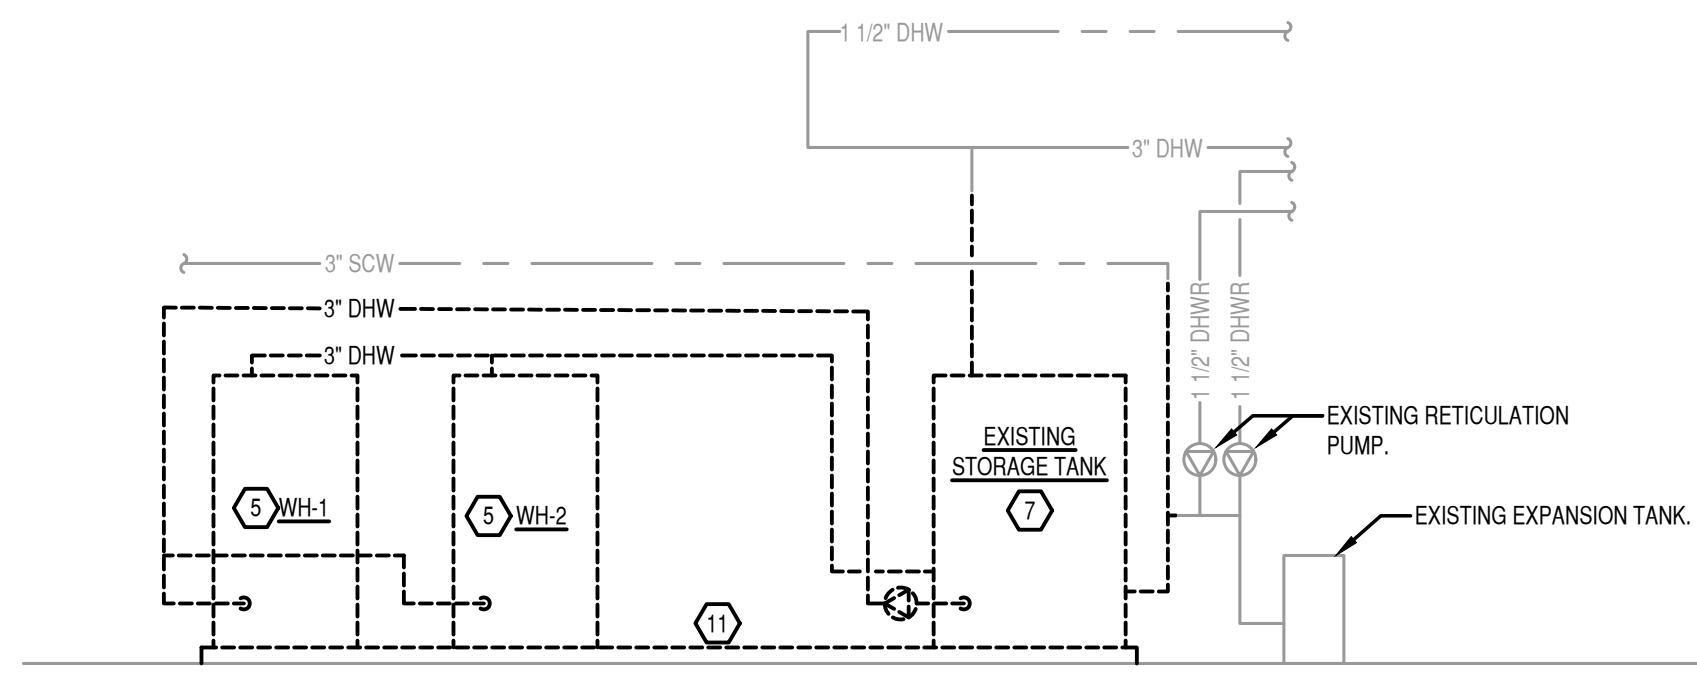 1 1/2" DHW
3" DHW
3" SCW
3" DHW
3" DHW
1 1/2" DHWR
1 1/2" DHWR
EXISTING RETICULATION
PUMP.
EXISTING
STORAGE TANK
7
5 WH-1
5 WH-2
EXISTING EXPANSION TANK.
11